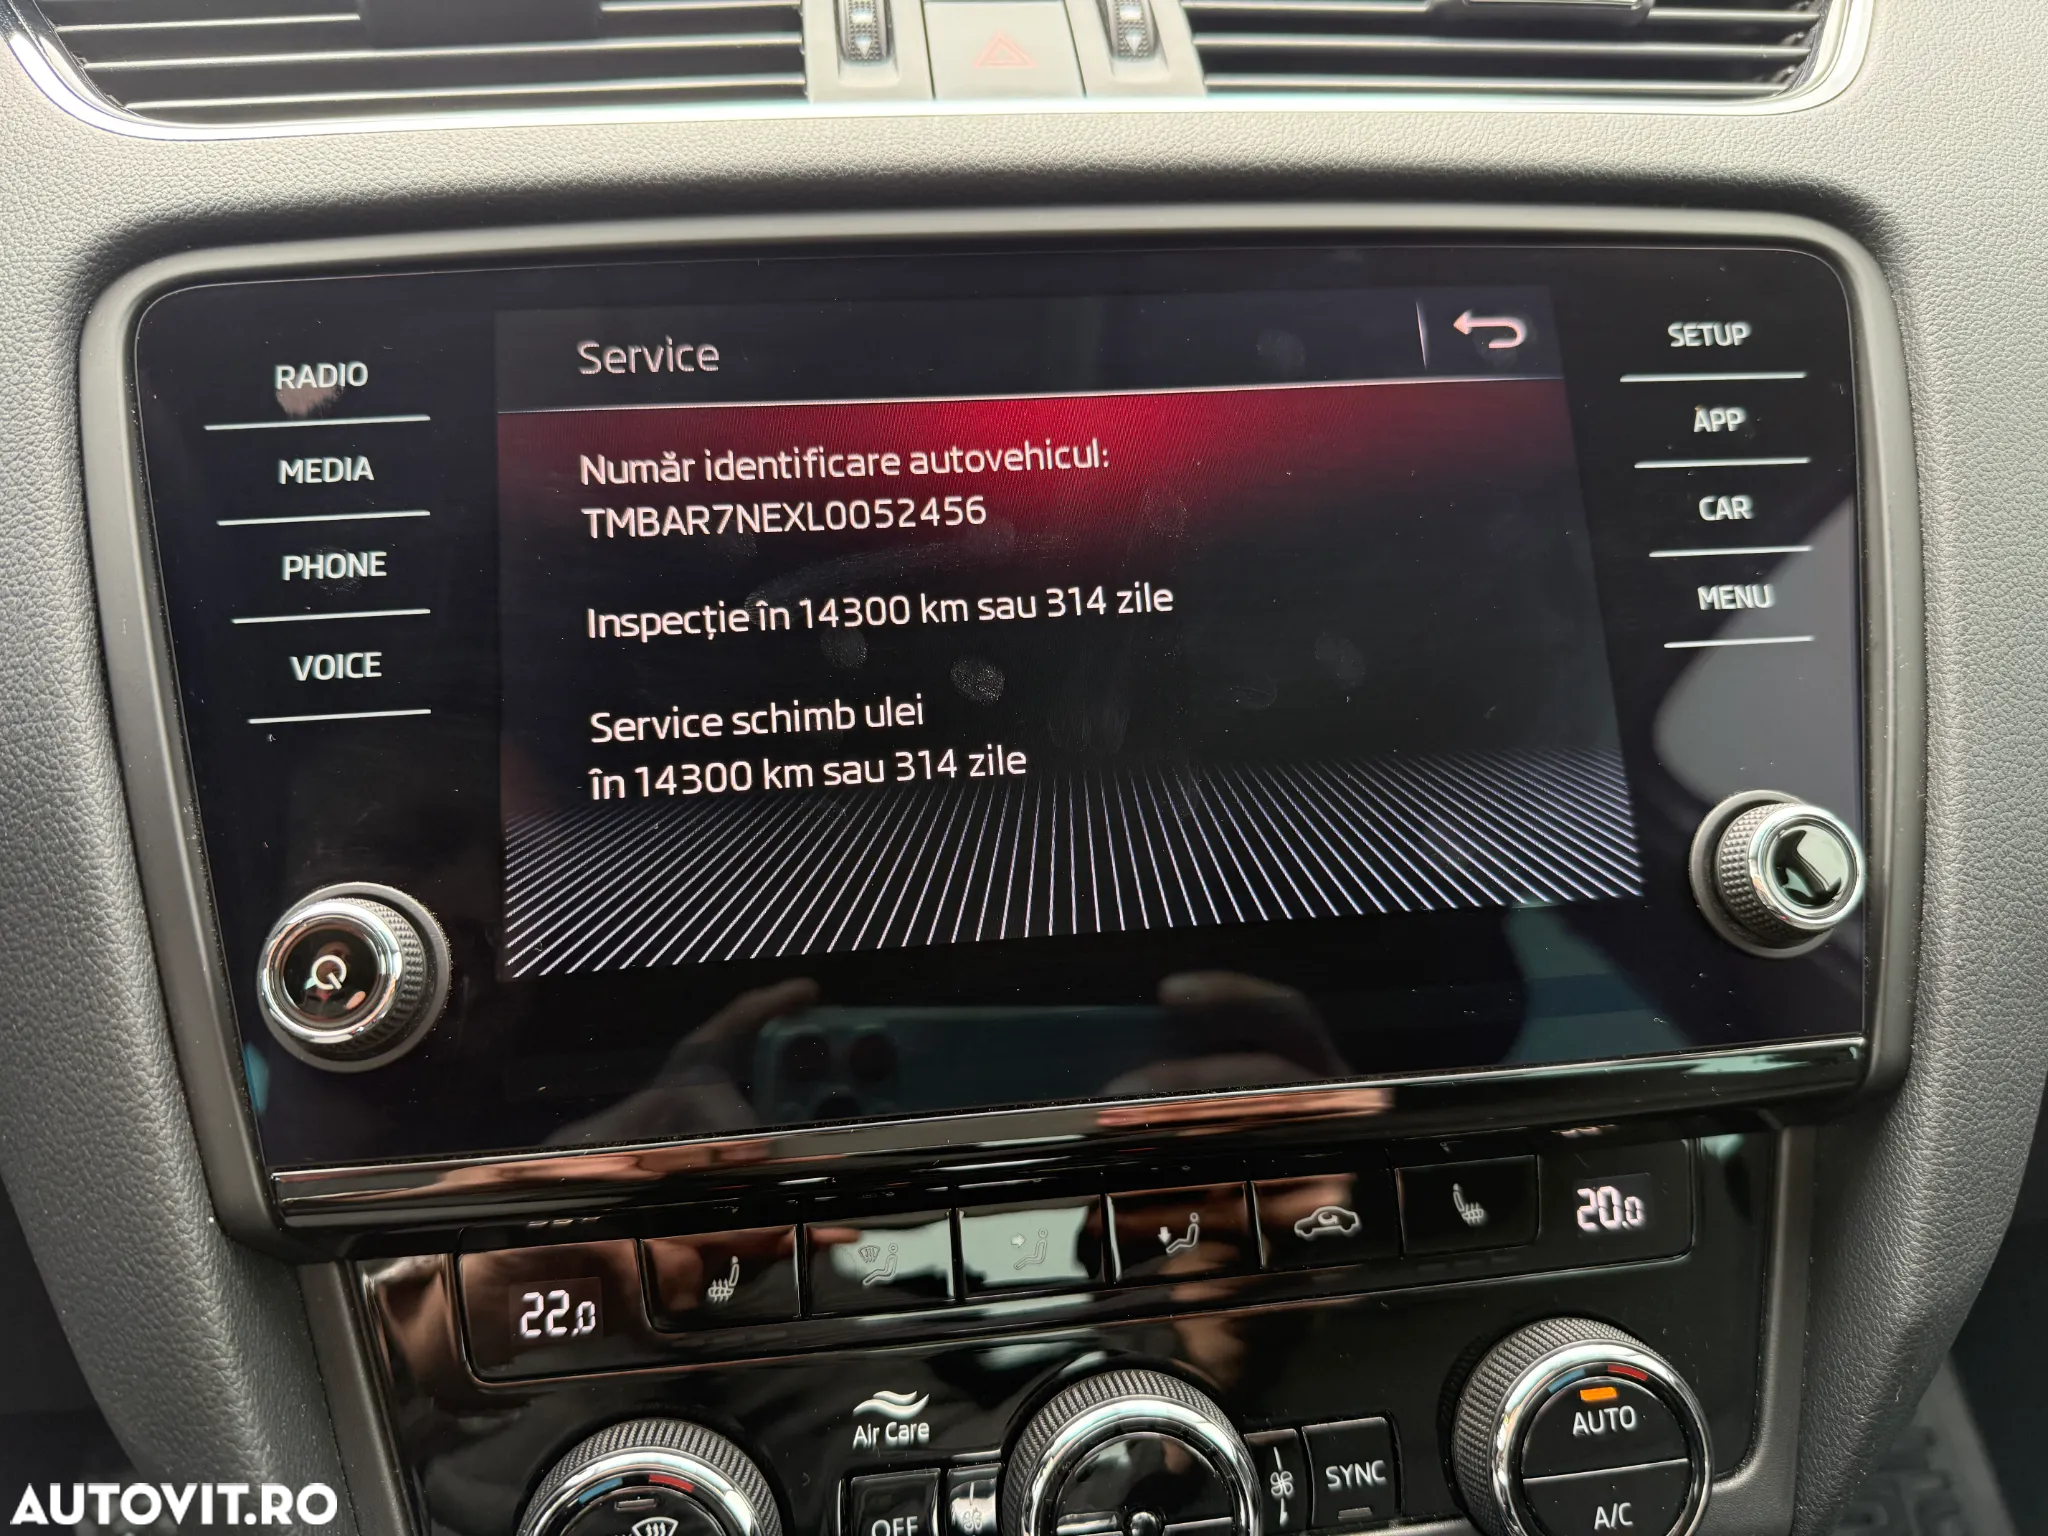 Service
SETUP
RADIO
APP
MEDIA
Număr identificare autovehicul:
TMBAR7NEXL0052456
CAR
PHONE
Inspecție în 14300 km sau 314 zile
MENU
VOICE
Service schimb ulei
în 14300 km sau 314 zile
20.0
22.0
Air Care
AUTO
SYNC
OFF
A/C
AUTOVIT.RO